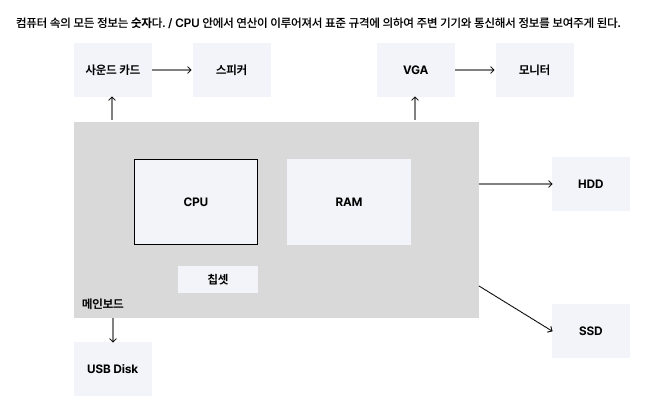 컴퓨터 속의 모든 정보는 숫자다. / CPU 안에서 연산이 이루어져서 표준 규격에 의하여 주변 기기와 통신해서 정보를 보여주게 된다.
사운드 카드
스피커
VGA
모니터
CPU
RAM
HDD
칩셋
메인보드
SSD
USB Disk